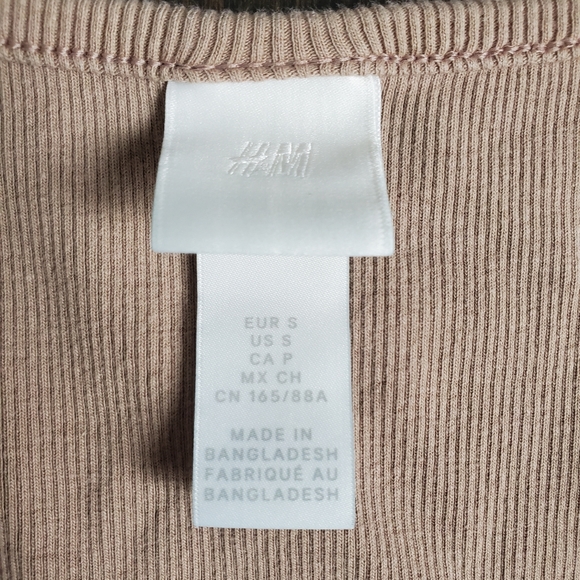 H&M
EUR S
US S
CA P
MX CH
CN 165/88A
MADE IN
BANGLADESH
FABRIQUÉ AU
BANGLADESH